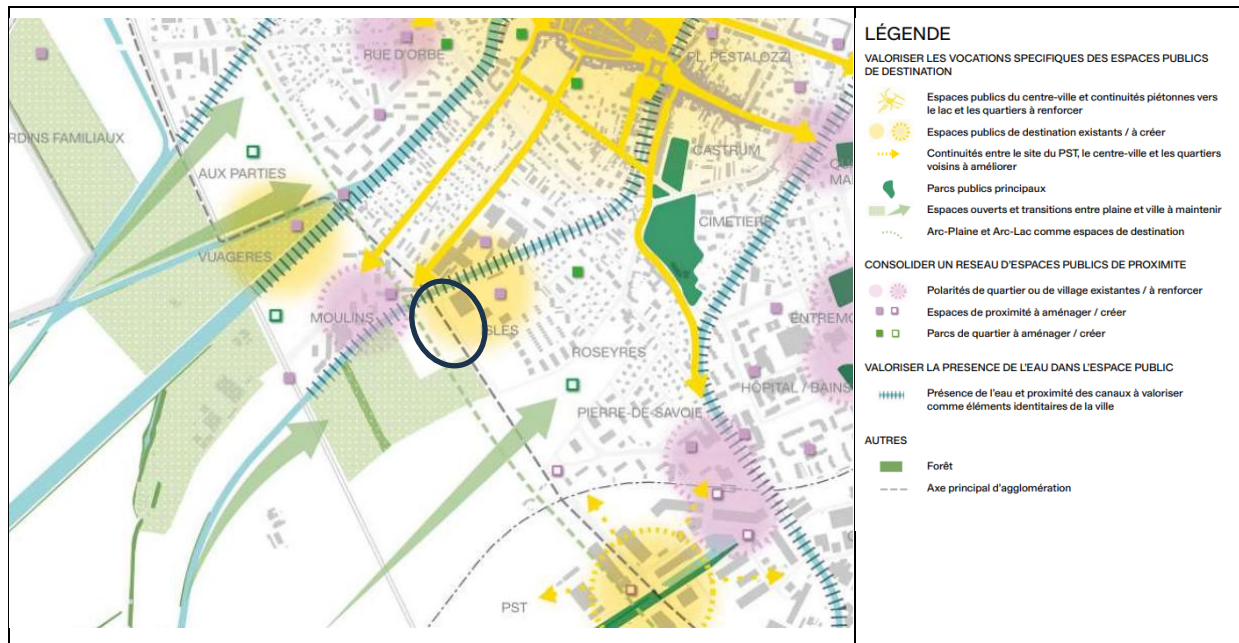 RUE D'ORBE
PL. PESTALOZZI
RDINS FAMILIAUX
AUX PARTIES
CASTRUM
CIMETIERE
VUAGERES
MOULINS
ISLES
ENTREMO
ROSEYRES
HÔPITAL / BAINS
PIERRE-DE-SAVOIE
PST
LÉGENDE
VALORISER LES VOCATIONS SPECIFIQUES DES ESPACES PUBLICS
DE DESTINATION
Espaces publics du centre-ville et continuités piétonnes vers
le lac et les quartiers à renforcer
Espaces publics de destination existants / à créer
Continuités entre le site du PST, le centre-ville et les quartiers
voisins à améliorer
Parcs publics principaux
Espaces ouverts et transitions entre plaine et ville à maintenir
Arc-Plaine et Arc-Lac comme espaces de destination
CONSOLIDER UN RESEAU D'ESPACES PUBLICS DE PROXIMITE
Polarités de quartier ou de village existantes / à renforcer
Espaces de proximité à aménager / créer
Parcs de quartier à aménager / créer
VALORISER LA PRESENCE DE L'EAU DANS L'ESPACE PUBLIC
Présence de l'eau et proximité des canaux à valoriser
comme éléments identitaires de la ville
AUTRES
Forêt
Axe principal d'agglomération